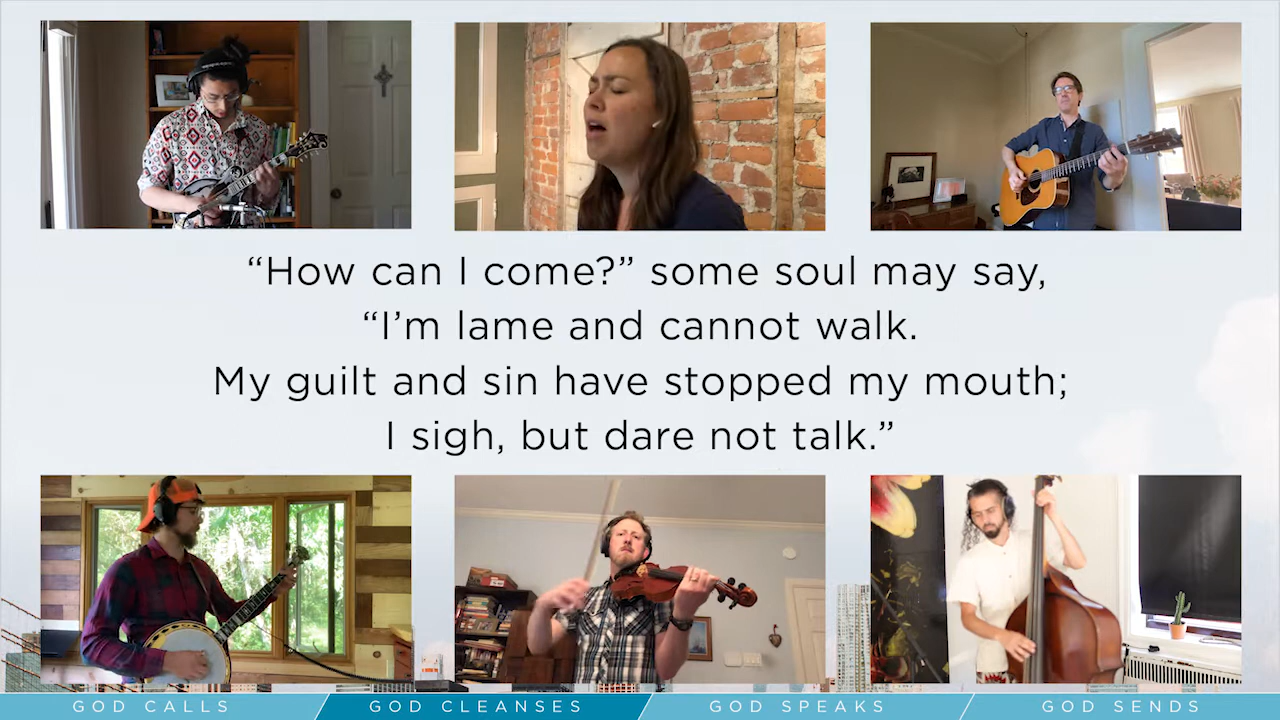 “How can I come?” some soul may say,
“I’m lame and cannot walk.
My guilt and sin have stopped my mouth;
I sigh, but dare not talk.”
GOD CALLS
GOD CLEANSES
GOD SPEAKS
GOD SENDS